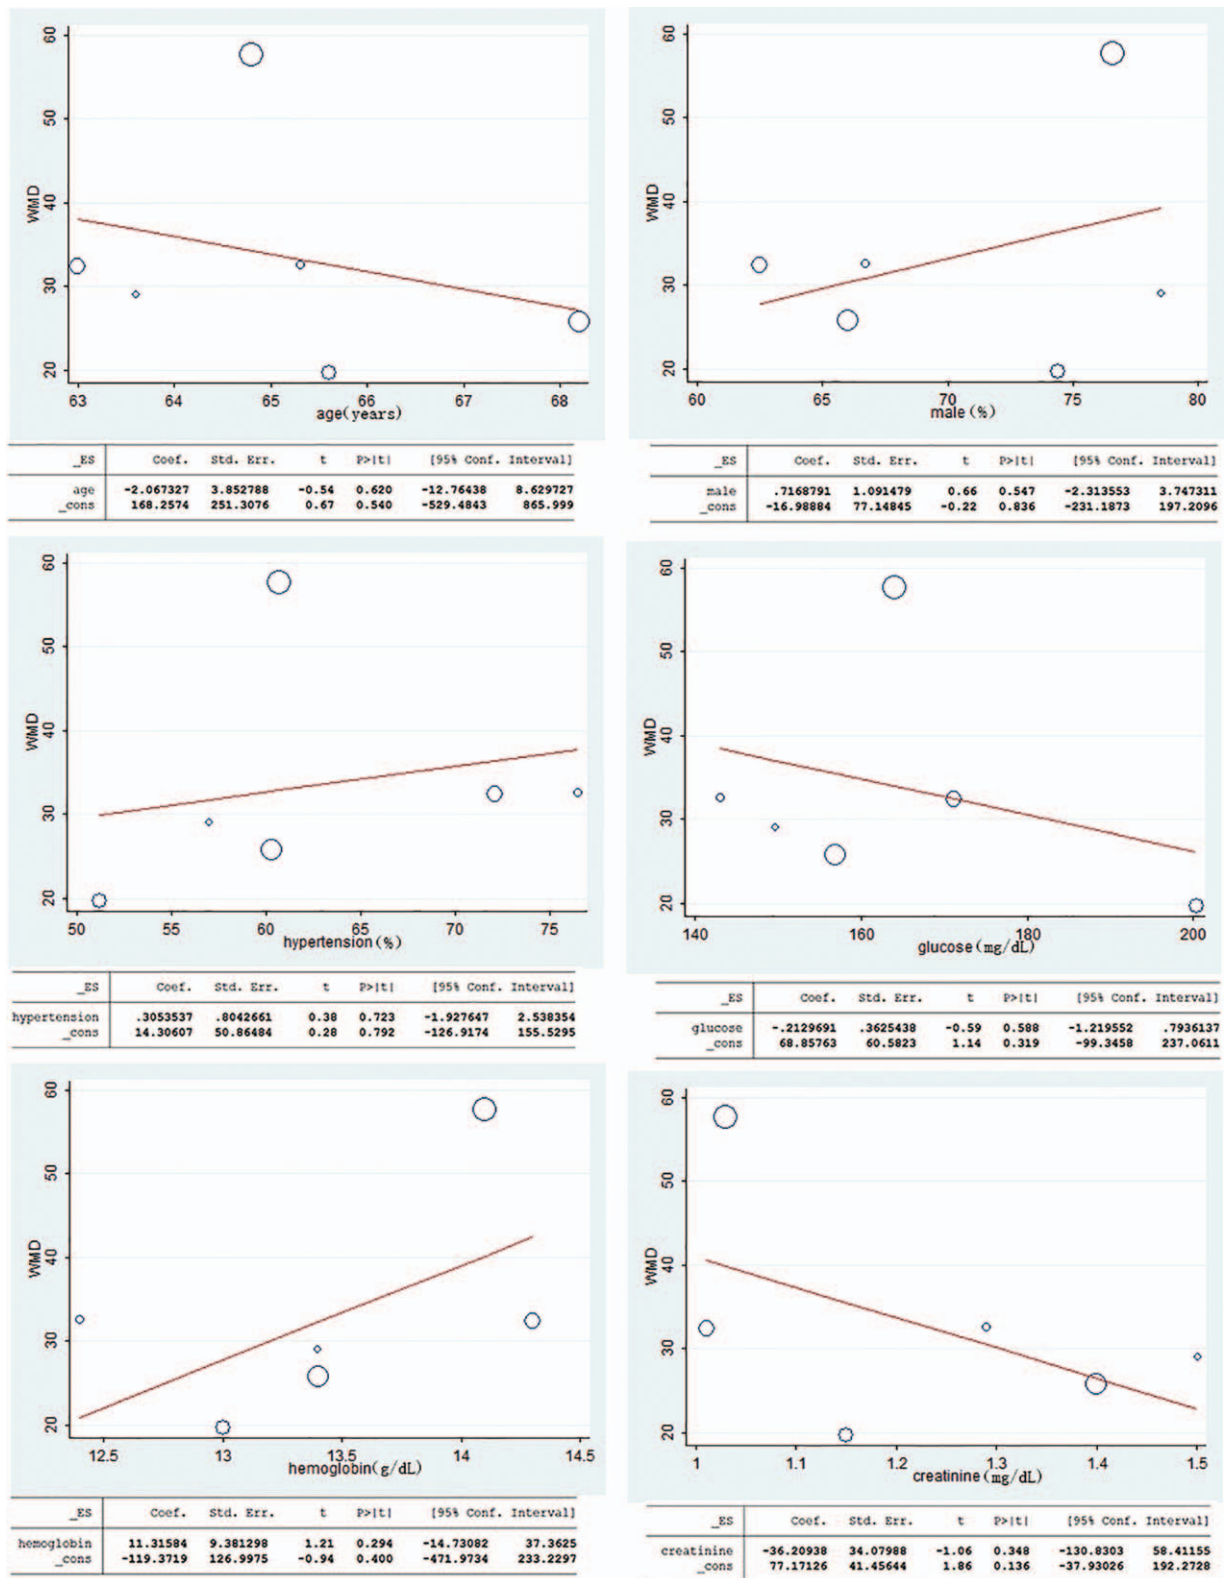 60
50
40
30
20
WMD
63 64 65 66 67 68
age(years)
_ES Coef. Std. Err. t P>|t| [95% Conf. Interval]
age -2.067327 3.852788 -0.54 0.620 -12.76438 8.629727
_cons 168.2574 251.3076 0.67 0.540 -529.4843 865.999
60
50
40
30
20
WMD
60 65 70 75 80
male (%)
_ES Coef. Std. Err. t P>|t| [95% Conf. Interval]
male .7168791 1.091479 0.66 0.547 -2.313553 3.747311
_cons -16.98884 77.14845 -0.22 0.836 -231.1873 197.2096
60
50
40
30
20
WMD
50 55 60 65 70 75
hypertension (%)
_ES Coef. Std. Err. t P>|t| [95% Conf. Interval]
hypertension .3053537 .8042661 0.38 0.723 -1.927647 2.538354
_cons 14.30607 50.86484 0.28 0.792 -126.9174 155.5295
60
50
40
30
20
WMD
140 160 180 200
glucose (mg/dL)
_ES Coef. Std. Err. t P>|t| [95% Conf. Interval]
glucose -.2129691 .3625438 -0.59 0.588 -1.219552 .7936137
_cons 68.85763 60.5823 1.14 0.319 -99.3458 237.0611
60
50
40
30
20
WMD
12.5 13 13.5 14 14.5
hemoglobin(g/dL)
_ES Coef. Std. Err. t P>|t| [95% Conf. Interval]
hemoglobin 11.31584 9.381298 1.21 0.294 -14.73082 37.3625
_cons -119.3719 126.9975 -0.94 0.400 -471.9734 233.2297
60
50
40
30
20
WMD
1 1.1 1.2 1.3 1.4 1.5
creatinine (mg/dL)
_ES Coef. Std. Err. t P>|t| [95% Conf. Interval]
creatinine -36.20938 34.07988 -1.06 0.348 -130.8303 58.41155
_cons 77.17126 41.45644 1.86 0.136 -37.93026 192.2728